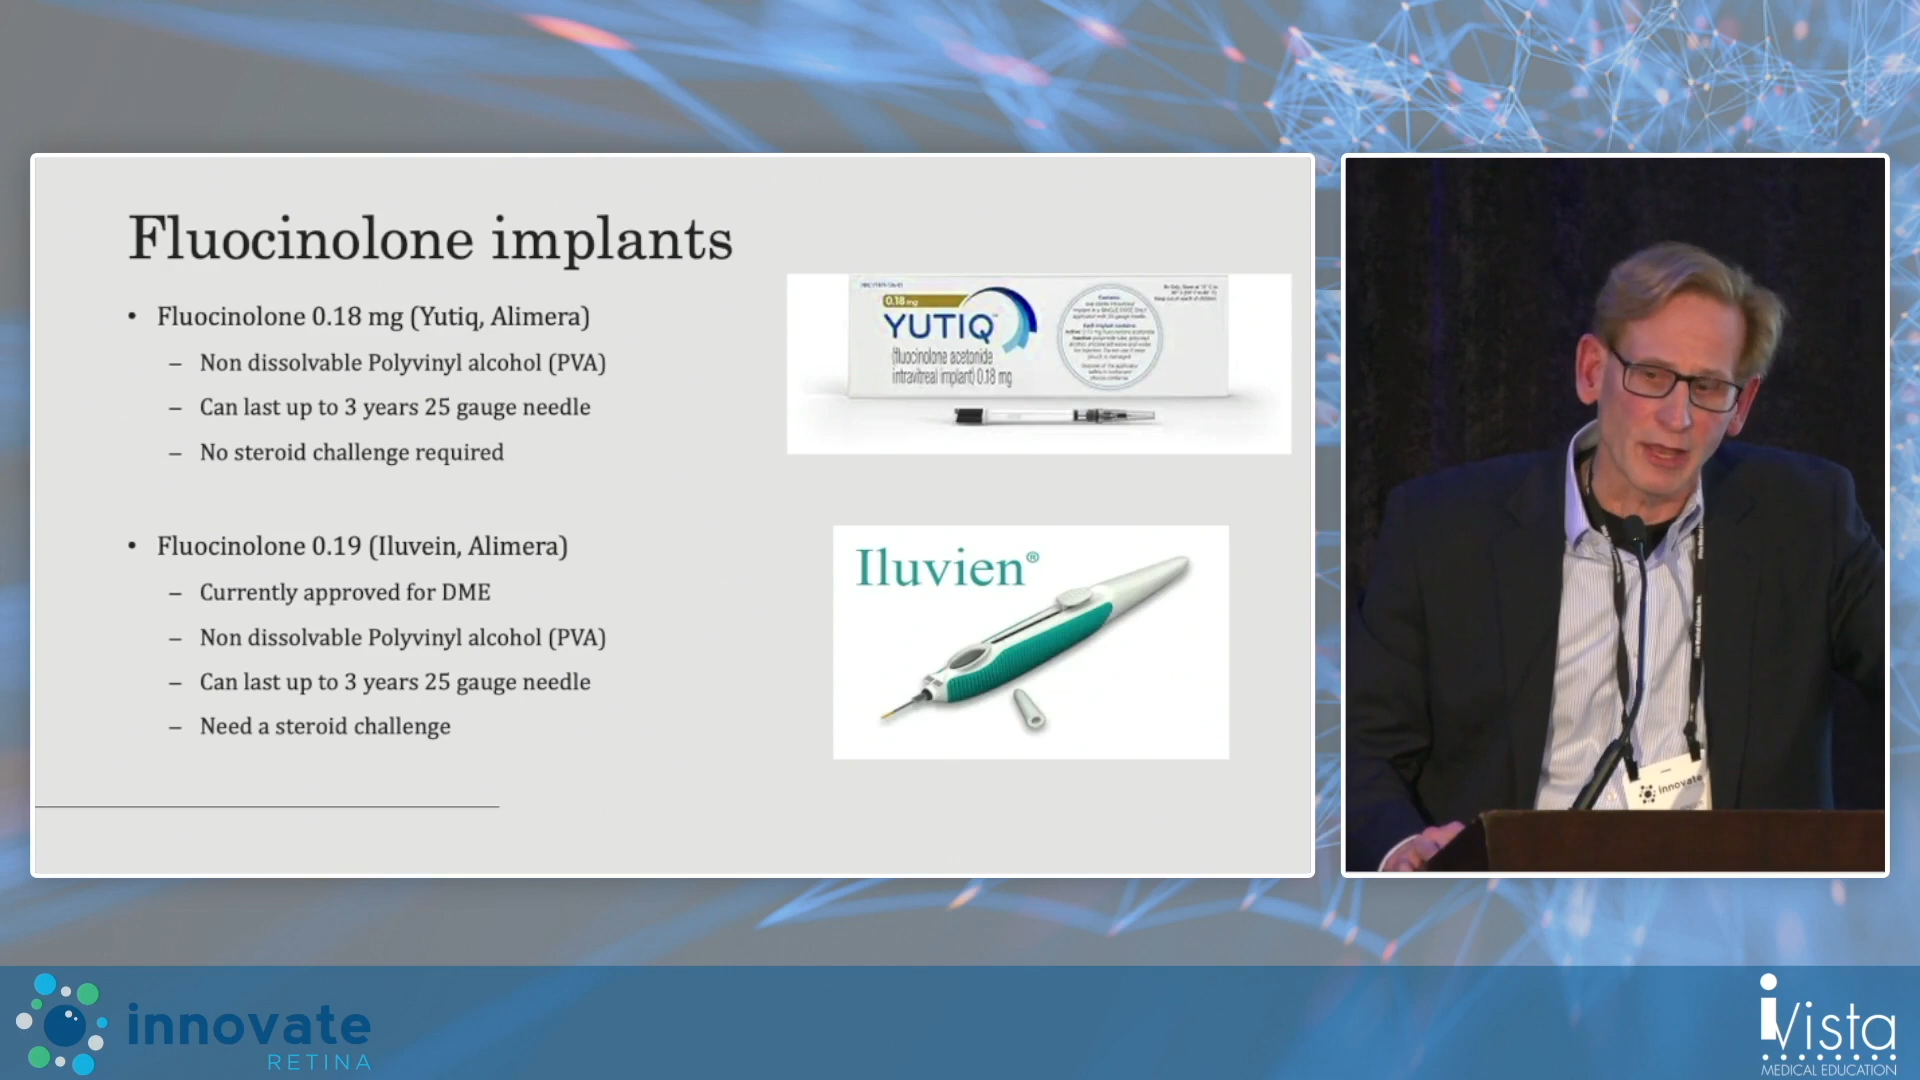 Fluocinolone implants
• Fluocinolone 0.18 mg (Yutiq, Alimera)
– Non dissolvable Polyvinyl alcohol (PVA)
– Can last up to 3 years 25 gauge needle
– No steroid challenge required
• Fluocinolone 0.19 (Iluvein, Alimera)
– Currently approved for DME
– Non dissolvable Polyvinyl alcohol (PVA)
– Can last up to 3 years 25 gauge needle
– Need a steroid challenge
0.18 mg
YUTIQ
(fluocinolone acetonide
intravitreal implant) 0.18 mg
Contents:
Iluvien®
innovate
innovate
RETINA
iVista
MEDICAL EDUCATION